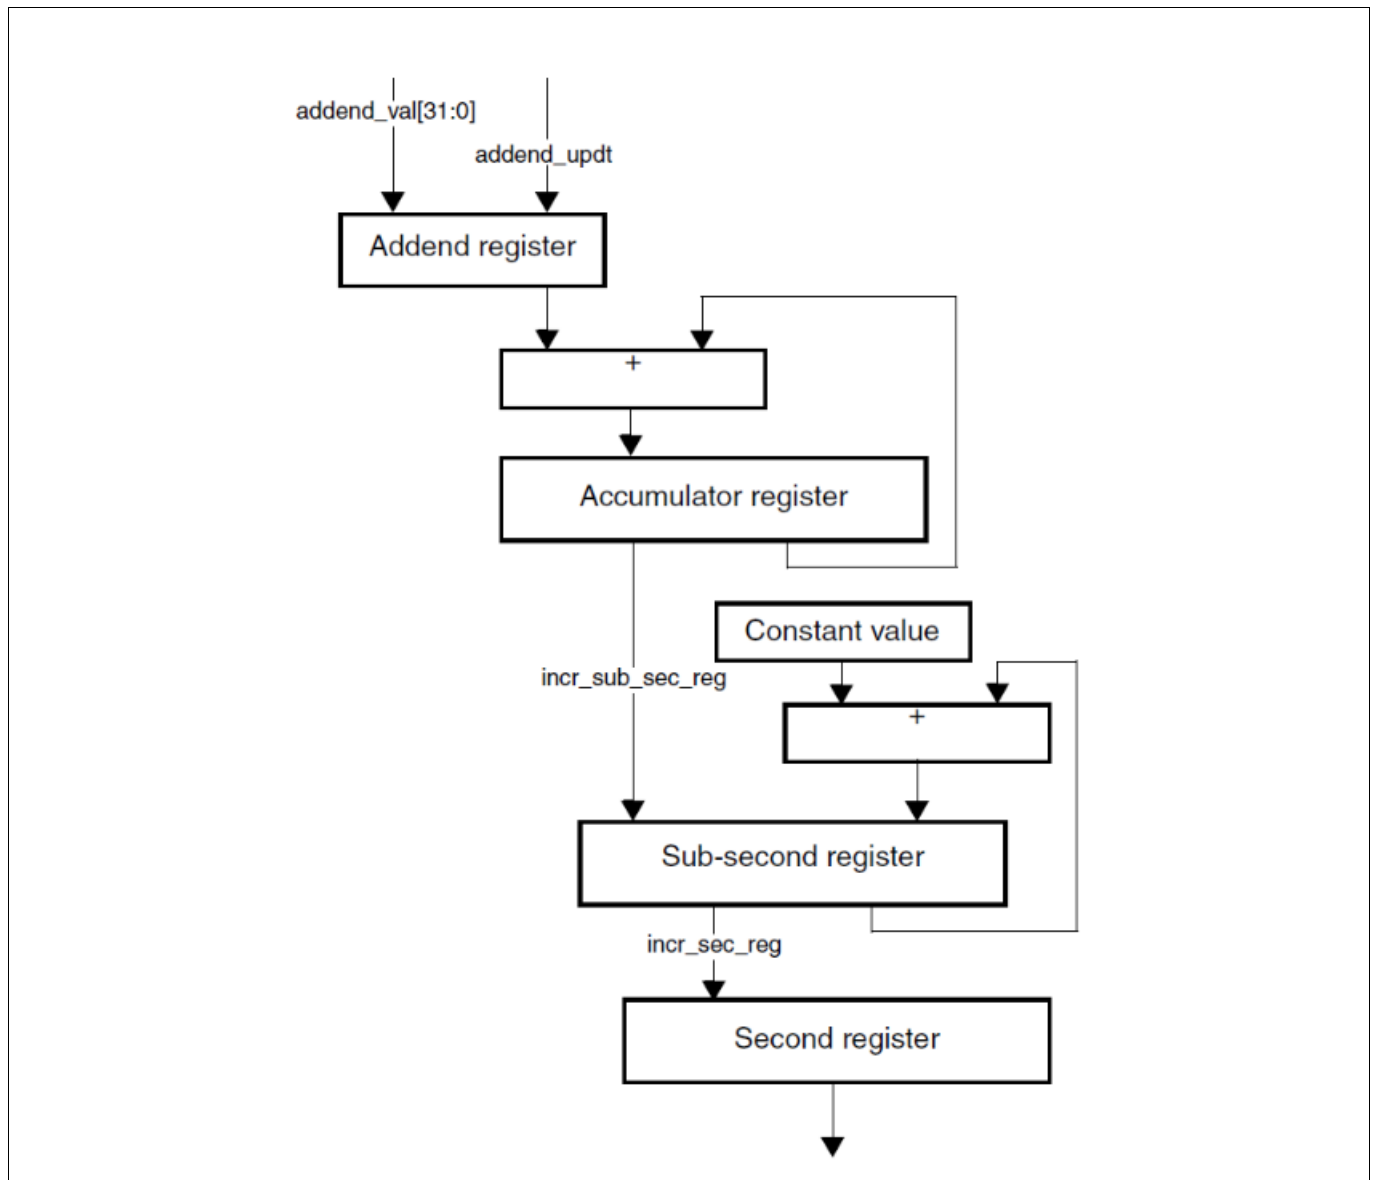 addend_val[31:0]
addend_updt
Addend register
+
Accumulator register
Constant value
incr_sub_sec_reg
+
Sub-second register
incr_sec_reg
Second register